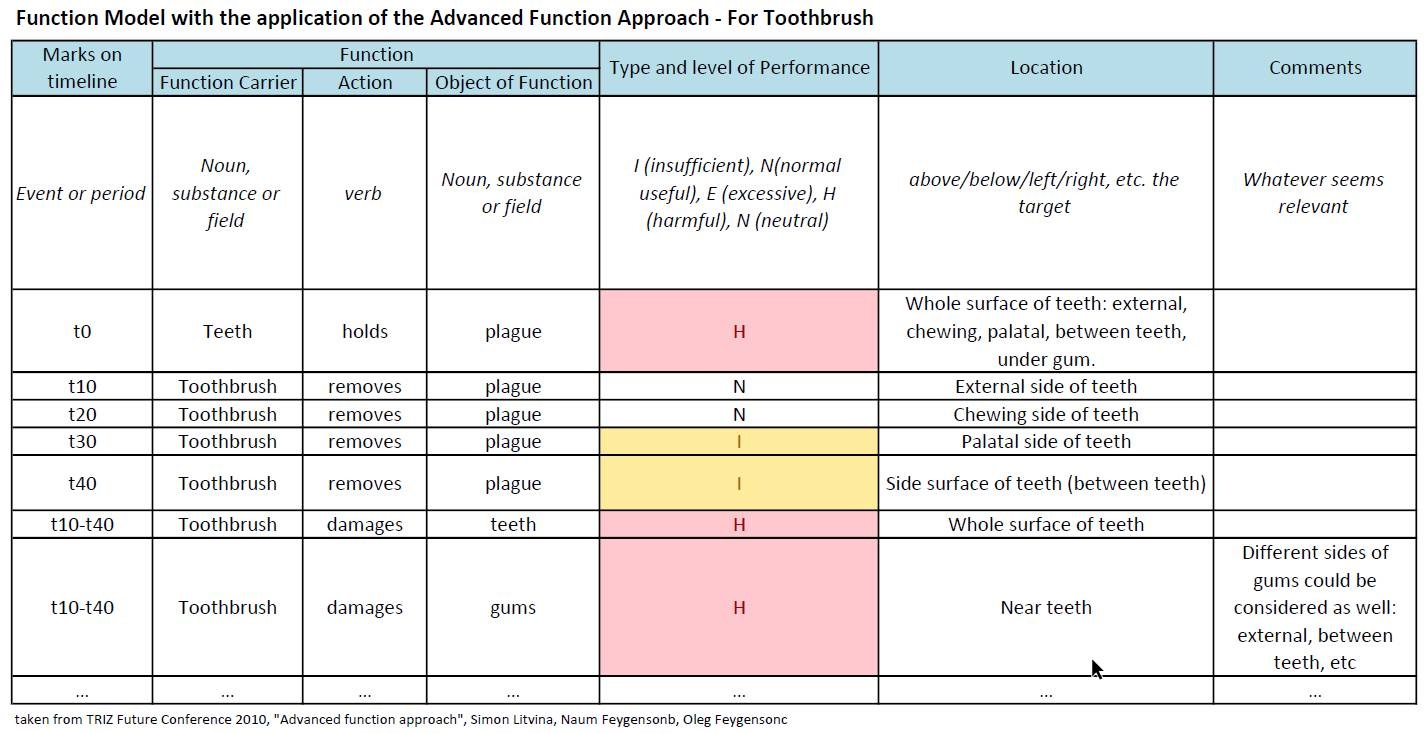 Function Model with the application of the Advanced Function Approach - For Toothbrush
Marks on
timeline
Function
Function Carrier
Action
Object of Function
Type and level of Performance
Location
Comments
Event or period
Noun,
substance or
field
verb
Noun, substance
or field
I (insufficient), N(normal
useful), E (excessive), H
(harmful), N (neutral)
above/below/left/right, etc. the
target
Whatever seems
relevant
t0
Teeth
holds
plague
H
Whole surface of teeth: external,
chewing, palatal, between teeth,
under gum.
t10
Toothbrush
removes
plague
N
External side of teeth
t20
Toothbrush
removes
plague
N
Chewing side of teeth
t30
Toothbrush
removes
plague
I
Palatal side of teeth
t40
Toothbrush
removes
plague
I
Side surface of teeth (between teeth)
t10-t40
Toothbrush
damages
teeth
H
Whole surface of teeth
t10-t40
Toothbrush
damages
gums
H
Near teeth
Different sides of
gums could be
considered as well:
external, between
teeth, etc
...
...
...
...
...
...
...
taken from TRIZ Future Conference 2010, "Advanced function approach", Simon Litvina, Naum Feygensonb, Oleg Feygensonc